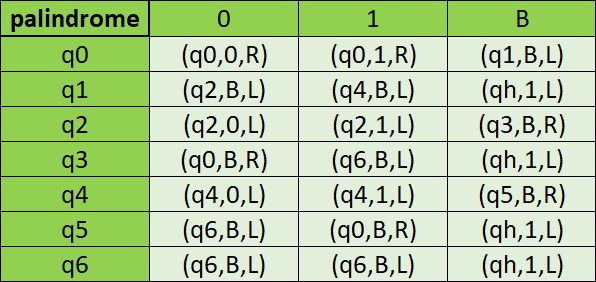 palindrome 0 1 B
q0 (q0,0,R) (q0,1,R) (q1,B,L)
q1 (q2,B,L) (q4,B,L) (qh,1,L)
q2 (q2,0,L) (q2,1,L) (q3,B,R)
q3 (q0,B,R) (q6,B,L) (qh,1,L)
q4 (q4,0,L) (q4,1,L) (q5,B,R)
q5 (q6,B,L) (q0,B,R) (qh,1,L)
q6 (q6,B,L) (q6,B,L) (qh,1,L)